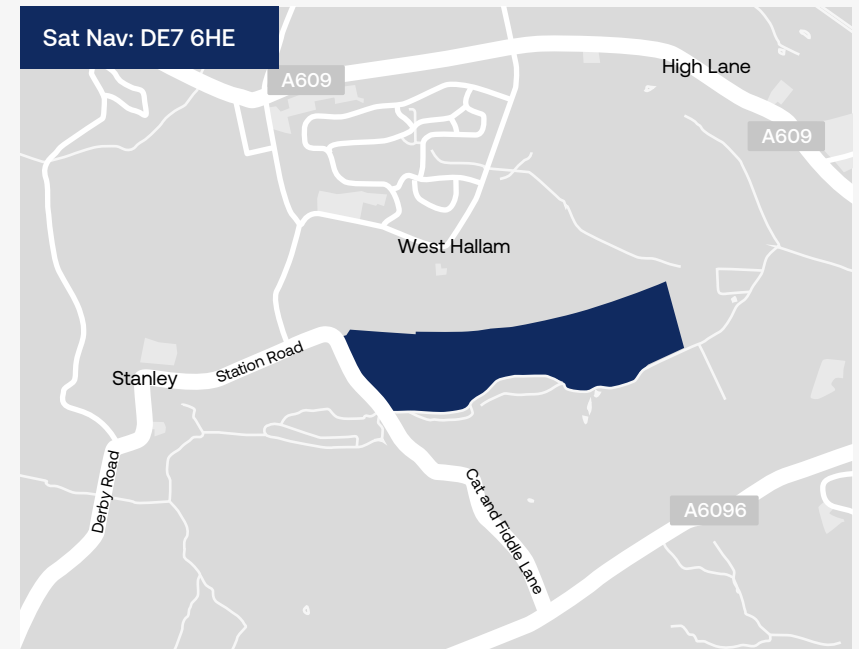 Sat Nav: DE7 6HE
High Lane
A609
A609
West Hallam
Station Road
Stanley
Derby Road
Cat and Fiddle Lane
A6096